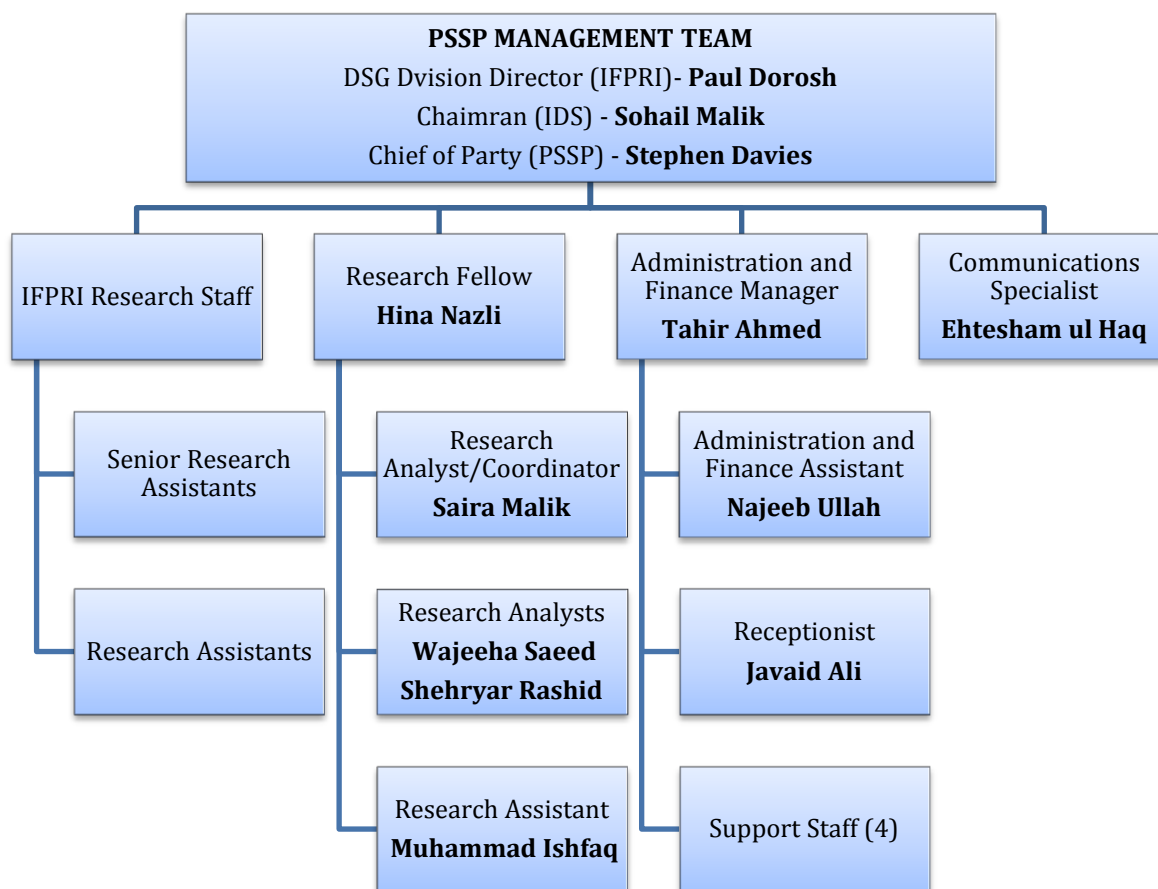 PSSP MANAGEMENT TEAM
DSG Dvision Director (IFPRI)- Paul Dorosh
Chaimran (IDS) - Sohail Malik
Chief of Party (PSSP) - Stephen Davies
IFPRI Research Staff
Senior Research
Assistants
Research Assistants
Research Fellow
Hina Nazli
Research
Analyst/Coordinator
Saira Malik
Research Analysts
Wajeeha Saeed
Shehryar Rashid
Research Assistant
Muhammad Ishfaq
Administration and
Finance Manager
Tahir Ahmed
Administration and
Finance Assistant
Najeeb Ullah
Receptionist
Javaid Ali
Support Staff (4)
Communications
Specialist
Ehtesham ul Haq